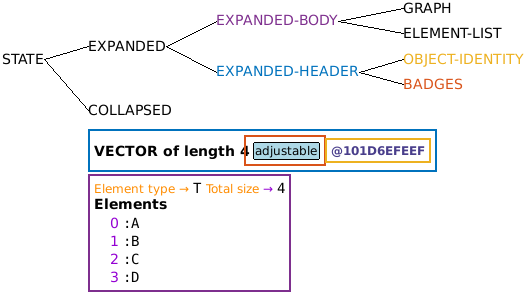 GRAPH
EXPANDED-BODY
ELEMENT-LIST
EXPANDED
STATE
OBJECT-IDENTITY
EXPANDED-HEADER
BADGES
COLLAPSED
VECTOR of length 4 adjustable @101D6EFEEF
Element type → T Total size → 4
Elements
0 :A
1 :B
2 :C
3 :D